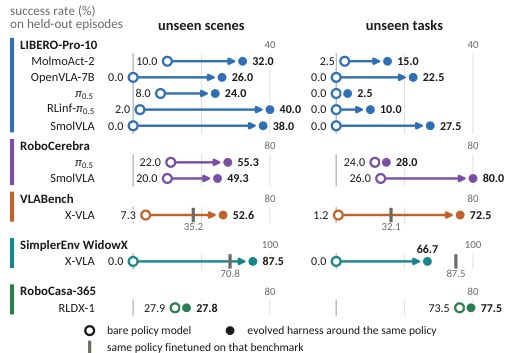 success rate (%)
on held-out episodes
unseen scenes unseen tasks
LIBERO-Pro-10 40 40
MolmoAct-2 10.0 32.0 2.5 15.0
OpenVLA-7B 0.0 26.0 0.0 22.5
π0.5 8.0 24.0 0.0 2.5
RLinf-π0.5 2.0 40.0 0.0 10.0
SmolVLA 0.0 38.0 0.0 27.5
RoboCerebra 80 80
π0.5 22.0 55.3 24.0 28.0
SmolVLA 20.0 49.3 26.0 80.0
VLABench 80 80
X-VLA 7.3 52.6 1.2 72.5
35.2 32.1
SimplerEnv WidowX 100 66.7 100
X-VLA 0.0 87.5 0.0
70.8 87.5
RoboCasa-365 80 80
RLDX-1 27.9 27.8 73.5 77.5
bare policy model evolved harness around the same policy
same policy finetuned on that benchmark